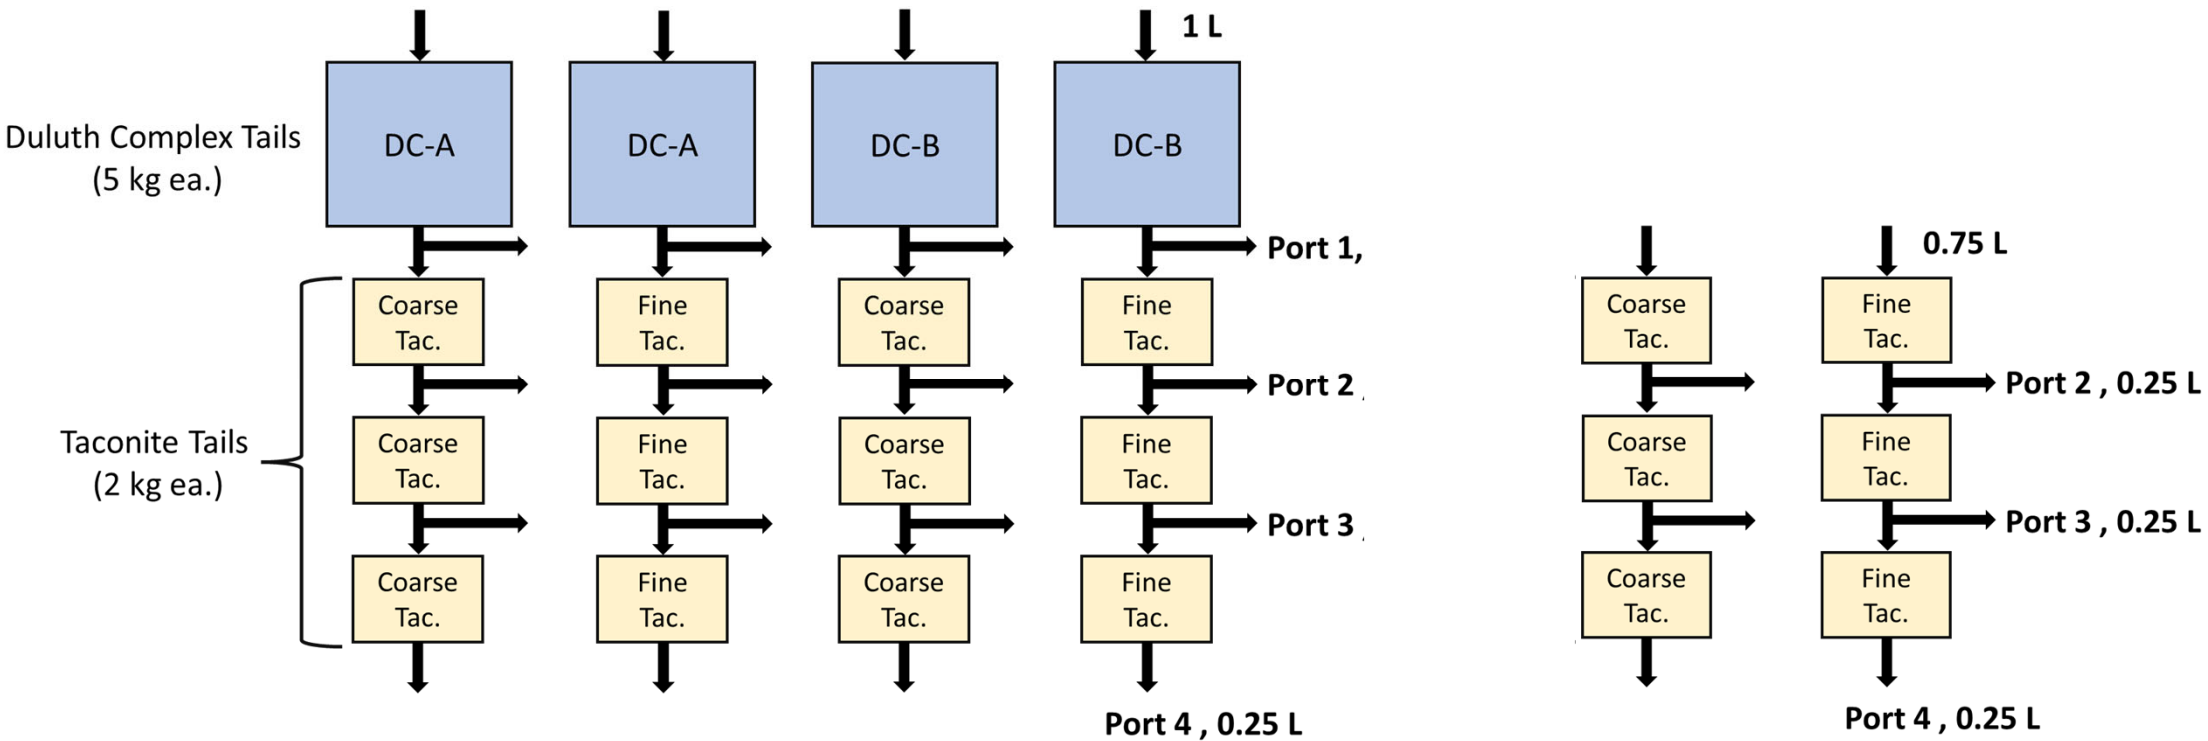 1 L
Duluth Complex Tails
(5 kg ea.)
DC-A
DC-A
DC-B
DC-B
Port 1,
0.75 L
Coarse
Tac.
Fine
Tac.
Coarse
Tac.
Fine
Tac.
Coarse
Tac.
Fine
Tac.
Port 2 ,
Port 2 , 0.25 L
Taconite Tails
(2 kg ea.)
Coarse
Tac.
Fine
Tac.
Coarse
Tac.
Fine
Tac.
Coarse
Tac.
Fine
Tac.
Port 3 ,
Port 3 , 0.25 L
Coarse
Tac.
Fine
Tac.
Coarse
Tac.
Fine
Tac.
Coarse
Tac.
Fine
Tac.
Port 4 , 0.25 L
Port 4 , 0.25 L